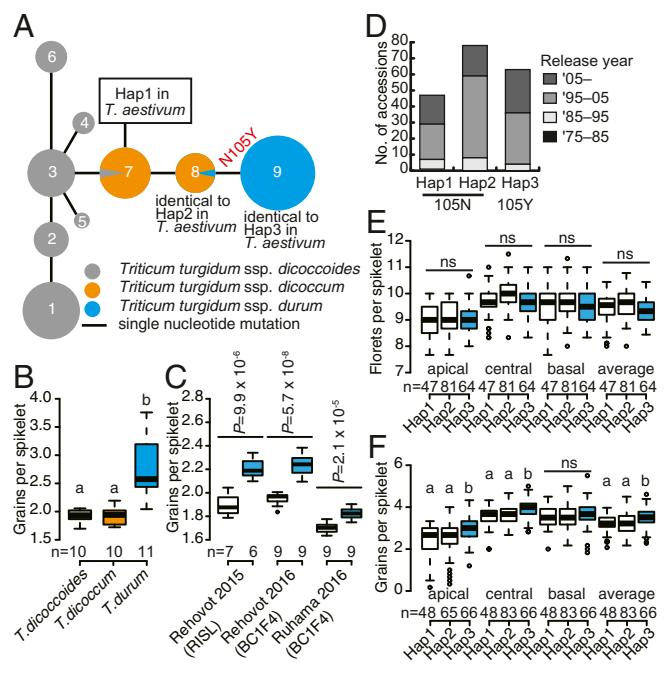 A
6
Hap1 in
T. aestivum
4
3
7
8
9
N105Y
5
2
1
identical to
Hap2 in
T. aestivum
identical to
Hap3 in
T. aestivum
Triticum turgidum ssp. dicoccoides
Triticum turgidum ssp. dicoccum
Triticum turgidum ssp. durum
single nucleotide mutation
B
Grains per spikelet
4.0
3.5
3.0
2.5
2.0
1.5
a a b
n=10 10 11
T.dicoccoides
T.dicoccum
T.durum
C
Grains per spikelet
2.8
2.6
2.4
2.2
2.0
1.8
1.6
P=9.9 x 10-6
P=5.7 x 10-8
P=2.1 x 10-5
n=7 6 9 9 9 9
Rehovot 2015
(RISL)
Rehovot 2016
(BC1F4)
Ruhama 2016
(BC1F4)
D
No. of accessions
80
70
60
50
40
30
20
10
0
Hap1 Hap2 Hap3
105N 105Y
Release year
'05–
'95–05
'85–95
'75–85
E
Florets per spikelet
12
11
10
9
8
7
ns ns ns ns
apical central basal average
n=47 81 64 47 81 64 47 81 64 47 81 64
Hap1 Hap2 Hap3 Hap1 Hap2 Hap3 Hap1 Hap2 Hap3 Hap1 Hap2 Hap3
F
Grains per spikelet
6
4
2
0
a a b a a b ns a a b
apical central basal average
n=48 65 66 48 83 66 48 83 66 48 83 66
Hap1 Hap2 Hap3 Hap1 Hap2 Hap3 Hap1 Hap2 Hap3 Hap1 Hap2 Hap3